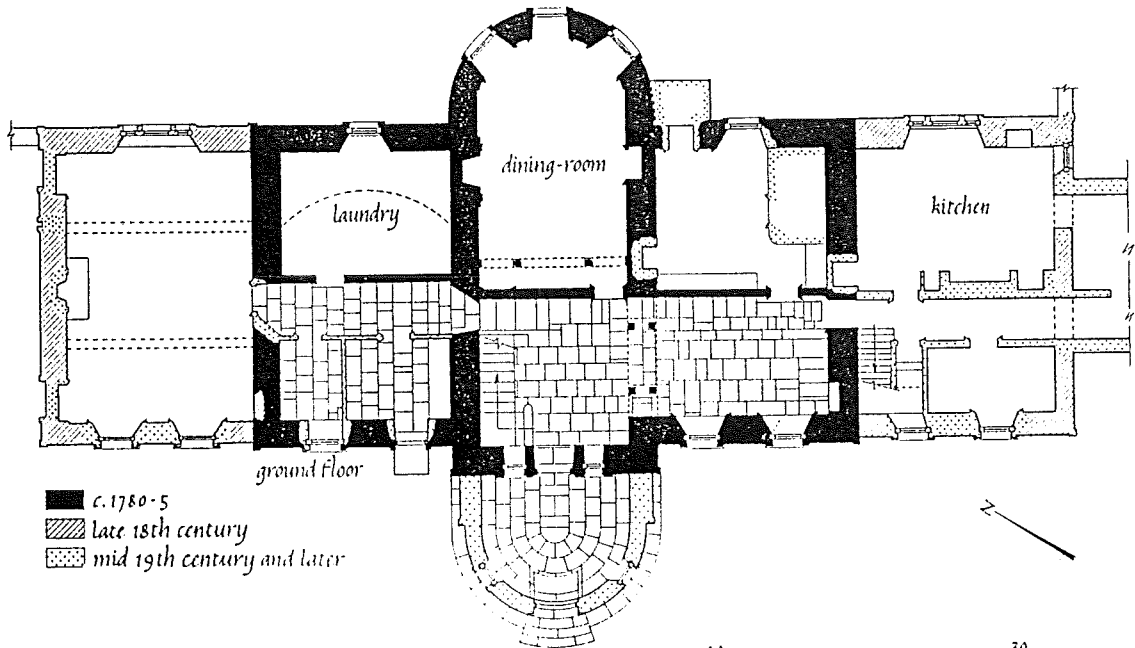 dining-room
laundry
kitchen
ground floor
c. 1780-5
late 18th century
mid 19th century and later
N